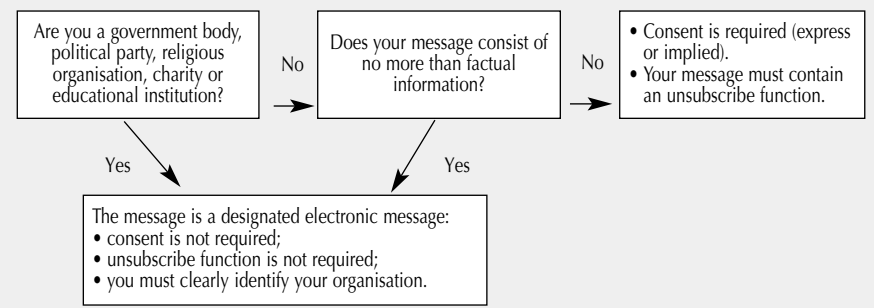 Are you a government body,
political party, religious
organisation, charity or
educational institution?
No
Does your message consist of
no more than factual
information?
No
• Consent is required (express
or implied).
• Your message must contain
an unsubscribe function.
Yes
Yes
The message is a designated electronic message:
• consent is not required;
• unsubscribe function is not required;
• you must clearly identify your organisation.